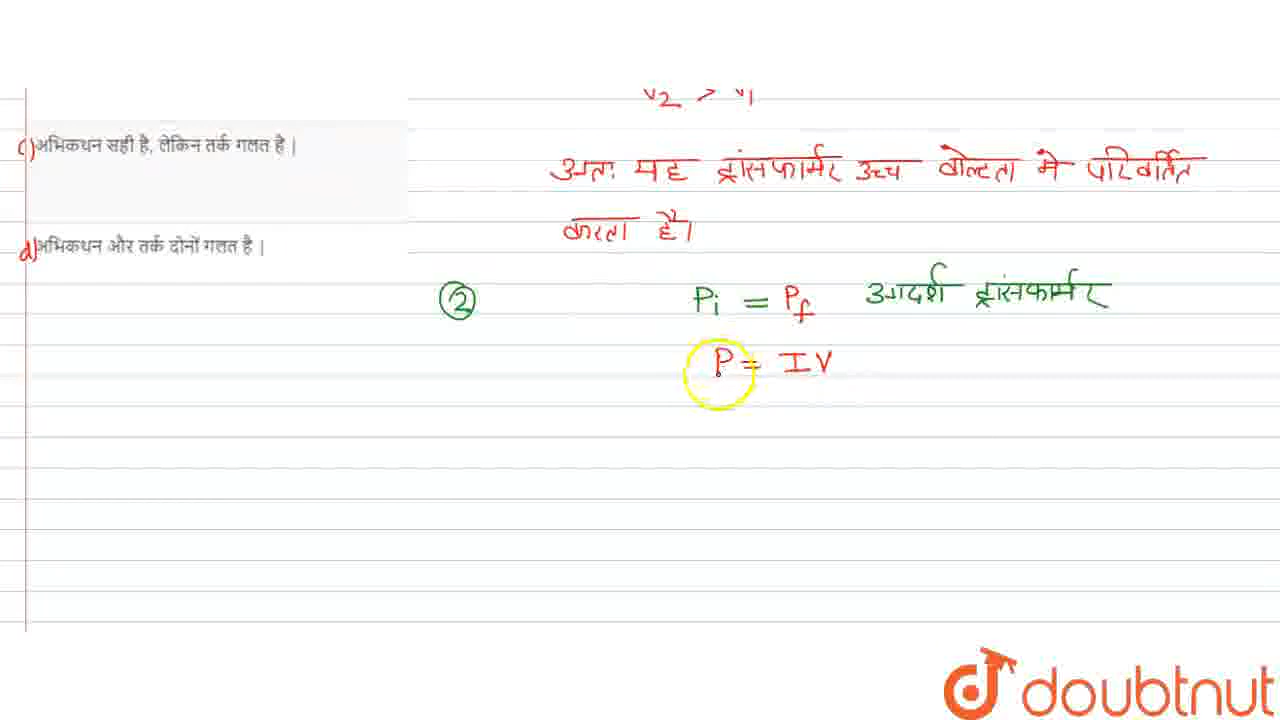 V2 > V1
c) अभिकथन सही है, लेकिन तर्क गलत है |
अतः यह ट्रांसफार्मर उच्च वोल्टता मे परिवर्तित
करता है।
d) अभिकथन और तर्क दोनों गलत है |
2 Pi = Pf आदर्श ट्रांसफार्मर
P = IV
doubtnut